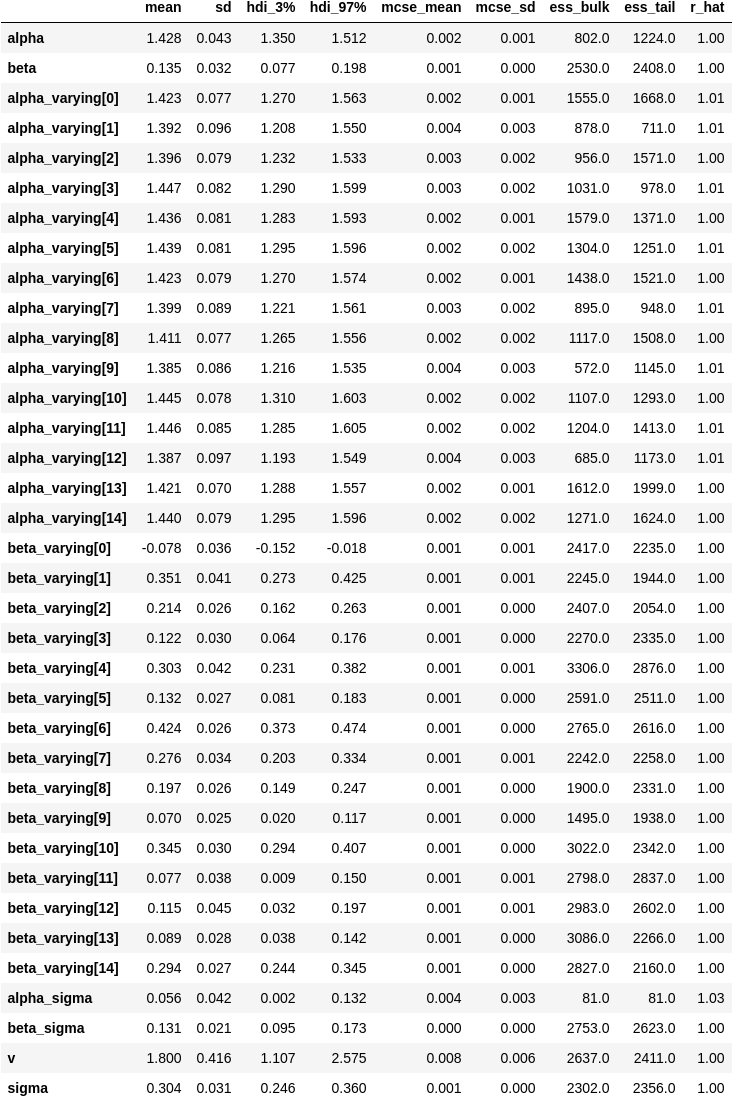 mean sd hdi_3% hdi_97% mcse_mean mcse_sd ess_bulk ess_tail r_hat
alpha 1.428 0.043 1.350 1.512 0.002 0.001 802.0 1224.0 1.00
beta 0.135 0.032 0.077 0.198 0.001 0.000 2530.0 2408.0 1.00
alpha_varying[0] 1.423 0.077 1.270 1.563 0.002 0.001 1555.0 1668.0 1.01
alpha_varying[1] 1.392 0.096 1.208 1.550 0.004 0.003 878.0 711.0 1.01
alpha_varying[2] 1.396 0.079 1.232 1.533 0.003 0.002 956.0 1571.0 1.00
alpha_varying[3] 1.447 0.082 1.290 1.599 0.003 0.002 1031.0 978.0 1.01
alpha_varying[4] 1.436 0.081 1.283 1.593 0.002 0.001 1579.0 1371.0 1.00
alpha_varying[5] 1.439 0.081 1.295 1.596 0.002 0.002 1304.0 1251.0 1.01
alpha_varying[6] 1.423 0.079 1.270 1.574 0.002 0.001 1438.0 1521.0 1.00
alpha_varying[7] 1.399 0.089 1.221 1.561 0.003 0.002 895.0 948.0 1.01
alpha_varying[8] 1.411 0.077 1.265 1.556 0.002 0.002 1117.0 1508.0 1.00
alpha_varying[9] 1.385 0.086 1.216 1.535 0.004 0.003 572.0 1145.0 1.01
alpha_varying[10] 1.445 0.078 1.310 1.603 0.002 0.002 1107.0 1293.0 1.00
alpha_varying[11] 1.446 0.085 1.285 1.605 0.002 0.002 1204.0 1413.0 1.01
alpha_varying[12] 1.387 0.097 1.193 1.549 0.004 0.003 685.0 1173.0 1.01
alpha_varying[13] 1.421 0.070 1.288 1.557 0.002 0.001 1612.0 1999.0 1.00
alpha_varying[14] 1.440 0.079 1.295 1.596 0.002 0.002 1271.0 1624.0 1.00
beta_varying[0] -0.078 0.036 -0.152 -0.018 0.001 0.001 2417.0 2235.0 1.00
beta_varying[1] 0.351 0.041 0.273 0.425 0.001 0.001 2245.0 1944.0 1.00
beta_varying[2] 0.214 0.026 0.162 0.263 0.001 0.000 2407.0 2054.0 1.00
beta_varying[3] 0.122 0.030 0.064 0.176 0.001 0.000 2270.0 2335.0 1.00
beta_varying[4] 0.303 0.042 0.231 0.382 0.001 0.001 3306.0 2876.0 1.00
beta_varying[5] 0.132 0.027 0.081 0.183 0.001 0.000 2591.0 2511.0 1.00
beta_varying[6] 0.424 0.026 0.373 0.474 0.001 0.000 2765.0 2616.0 1.00
beta_varying[7] 0.276 0.034 0.203 0.334 0.001 0.001 2242.0 2258.0 1.00
beta_varying[8] 0.197 0.026 0.149 0.247 0.001 0.000 1900.0 2331.0 1.00
beta_varying[9] 0.070 0.025 0.020 0.117 0.001 0.000 1495.0 1938.0 1.00
beta_varying[10] 0.345 0.030 0.294 0.407 0.001 0.000 3022.0 2342.0 1.00
beta_varying[11] 0.077 0.038 0.009 0.150 0.001 0.001 2798.0 2837.0 1.00
beta_varying[12] 0.115 0.045 0.032 0.197 0.001 0.001 2983.0 2602.0 1.00
beta_varying[13] 0.089 0.028 0.038 0.142 0.001 0.000 3086.0 2266.0 1.00
beta_varying[14] 0.294 0.027 0.244 0.345 0.001 0.000 2827.0 2160.0 1.00
alpha_sigma 0.056 0.042 0.002 0.132 0.004 0.003 81.0 81.0 1.03
beta_sigma 0.131 0.021 0.095 0.173 0.000 0.000 2753.0 2623.0 1.00
v 1.800 0.416 1.107 2.575 0.008 0.006 2637.0 2411.0 1.00
sigma 0.304 0.031 0.246 0.360 0.001 0.000 2302.0 2356.0 1.00